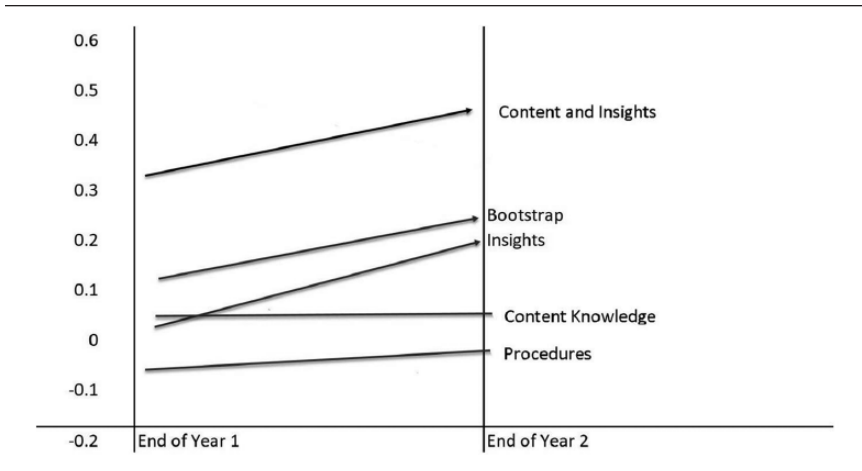 0.6
0.5
0.4
0.3
0.2
0.1
0
-0.1
-0.2
Content and Insights
Bootstrap
Insights
Content Knowledge
Procedures
End of Year 1
End of Year 2